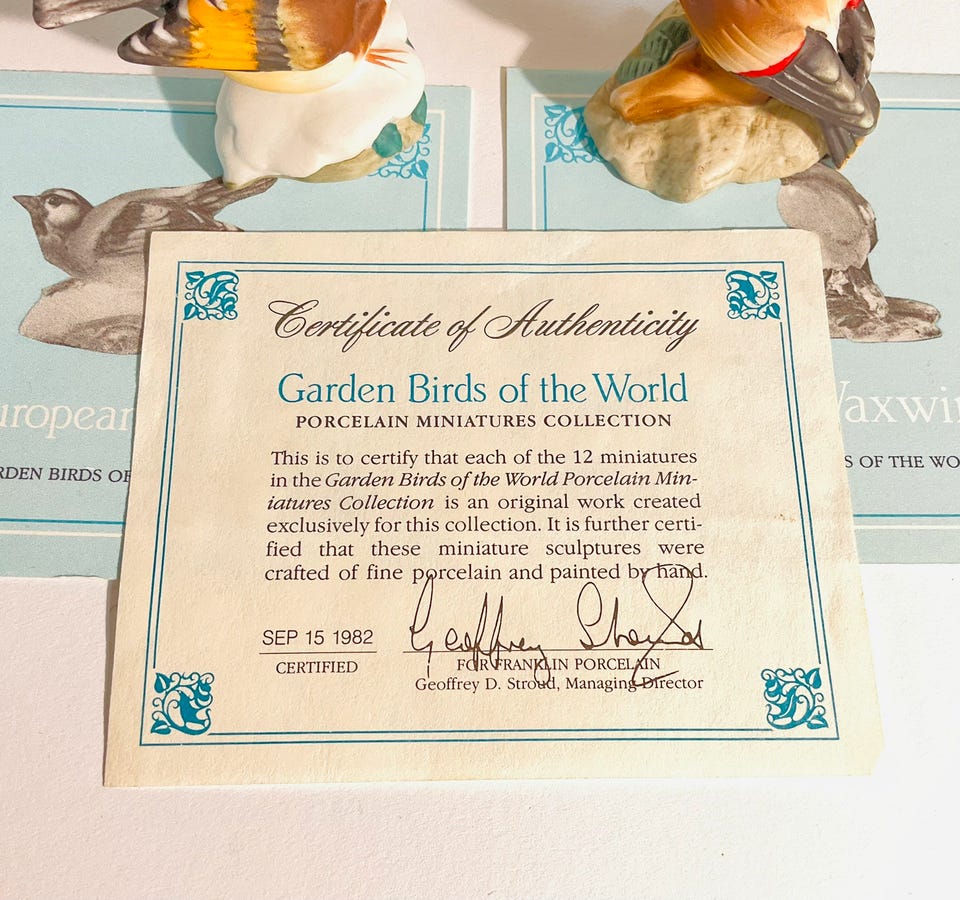 Certificate of Authenticity
Garden Birds of the World
PORCELAIN MINIATURES COLLECTION
This is to certify that each of the 12 miniatures
in the Garden Birds of the World Porcelain Min-
iatures Collection is an original work created
exclusively for this collection. It is further certi-
fied that these miniature sculptures were
crafted of fine porcelain and painted by hand.
SEP 15 1982
CERTIFIED
Geoffrey Stroud
FOR FRANKLIN PORCELAIN
Geoffrey D. Stroud, Managing Director
uropean
RDEN BIRDS OF
Waxwi
S OF THE WO